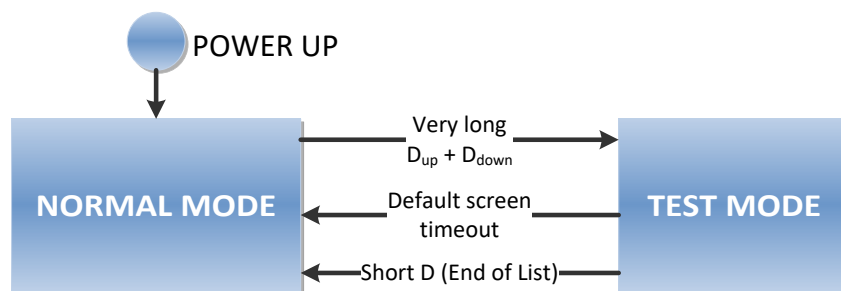 POWER UP
Very long
Dup + Ddown
NORMAL MODE
Default screen
timeout
TEST MODE
Short D (End of List)